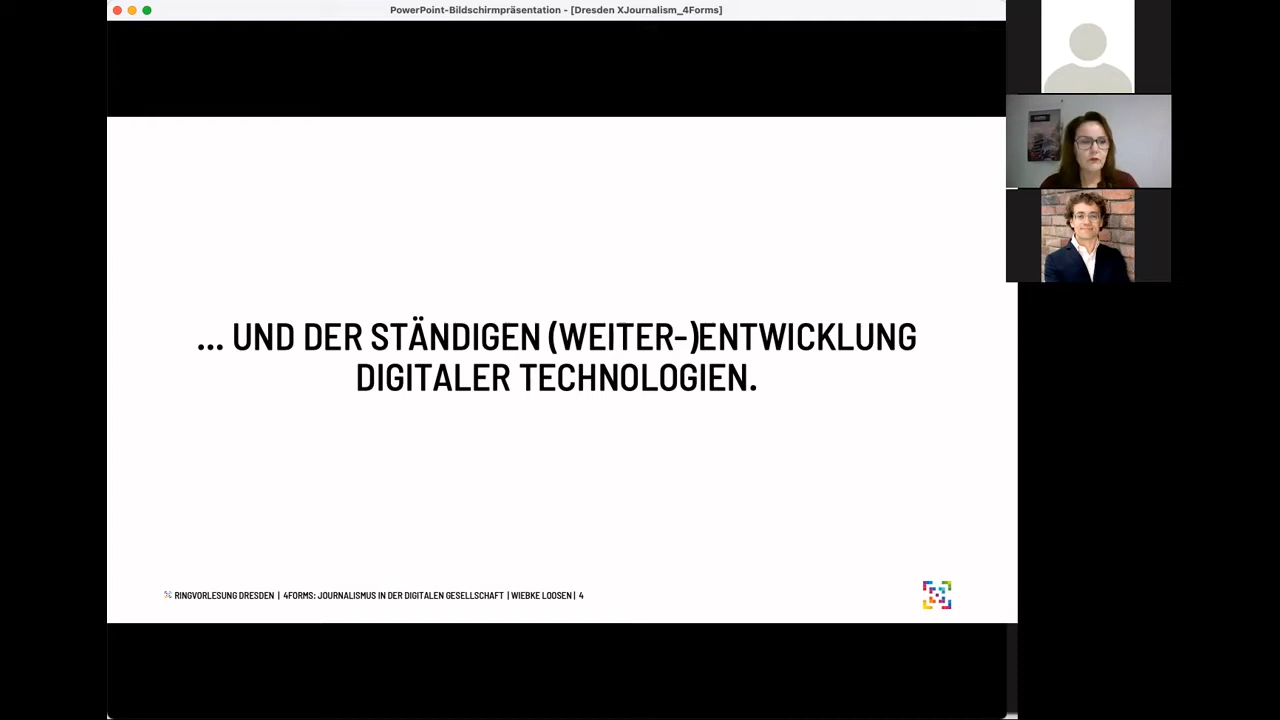 PowerPoint-Bildschirmpräsentation - [Dresden XJournalism_4Forms]
... UND DER STÄNDIGEN (WEITER-)ENTWICKLUNG
DIGITALER TECHNOLOGIEN.
RINGVORLESUNG DRESDEN | 4FORMS: JOURNALISMUS IN DER DIGITALEN GESELLSCHAFT | WIEBKE LOOSEN | 4